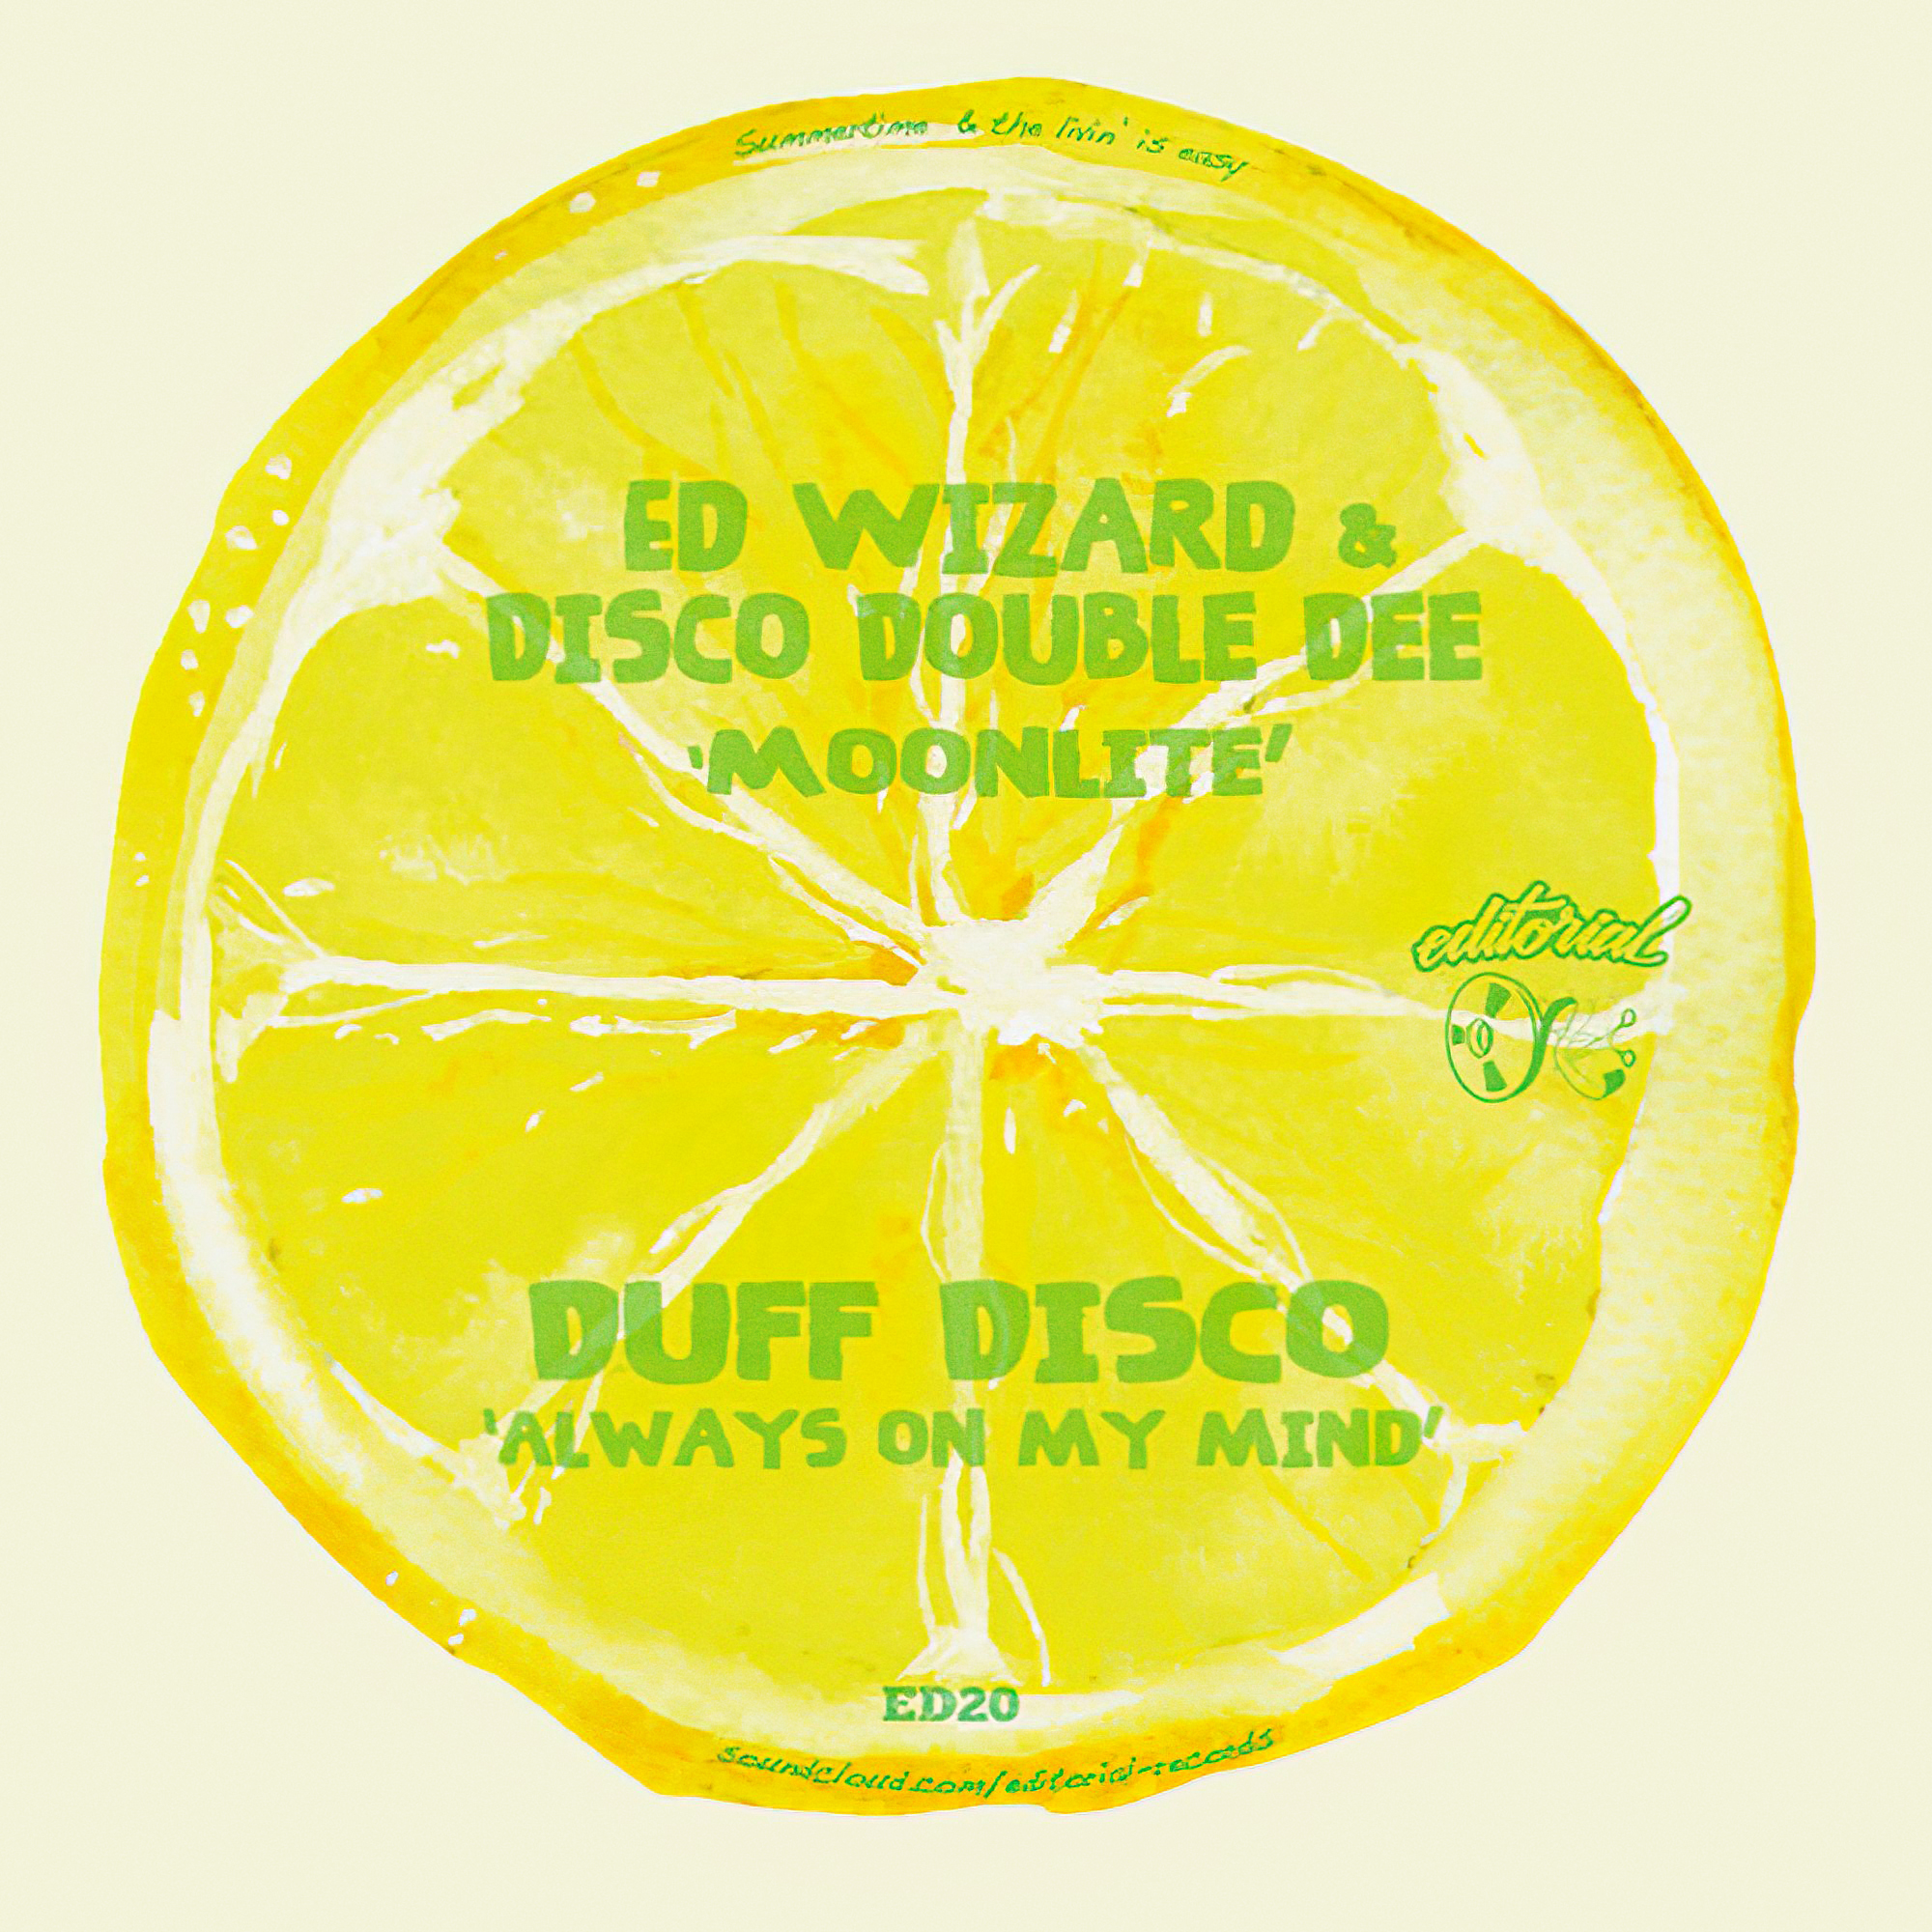 Summertime & the livin' is easy
ED WIZARD &
DISCO DOUBLE DEE
'MOONLITE'
editorial
DUFF DISCO
'ALWAYS ON MY MIND'
ED20
soundcloud.com/editorial-records